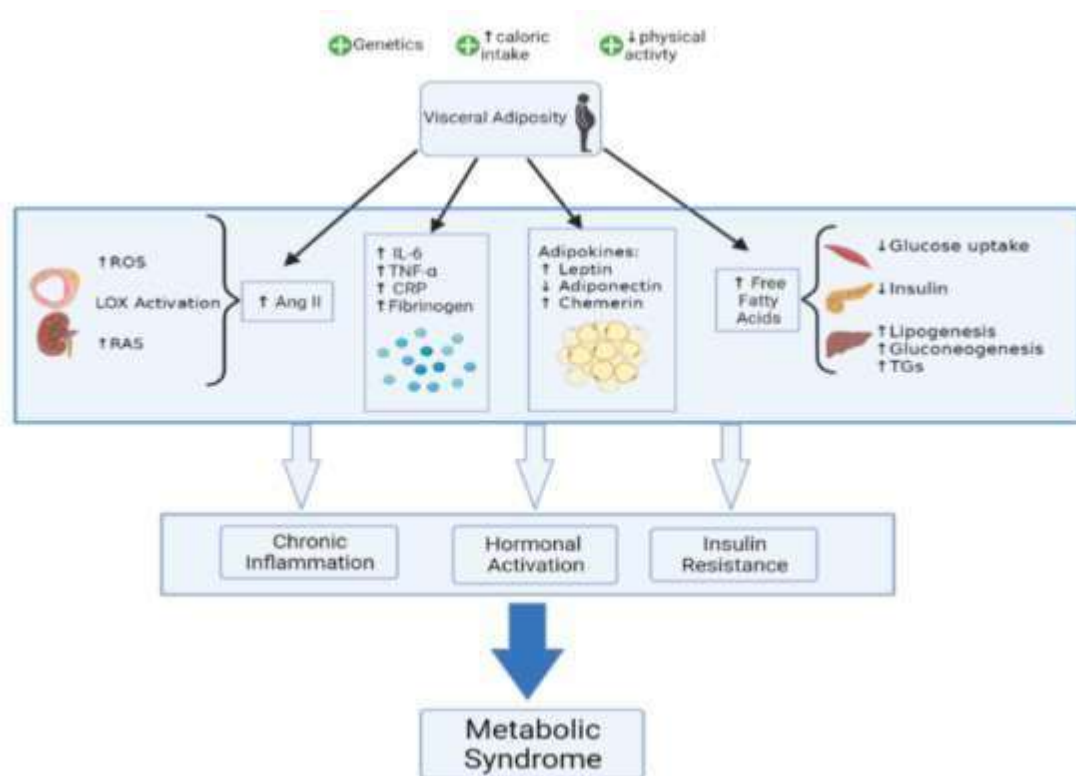 Genetics
↑ caloric
intake
↓ physical
activty
Visceral Adiposity
↑ROS
LOX Activation
↑RAS
↑ Ang II
↑ IL-6
↑TNF-α
↑ CRP
↑Fibrinogen
Adipokines:
↑ Leptin
↓ Adiponectin
↑ Chemerin
↑ Free
Fatty
Acids
↓Glucose uptake
↓Insulin
↑Lipogenesis
↑Gluconeogenesis
↑TGs
Chronic
Inflammation
Hormonal
Activation
Insulin
Resistance
Metabolic
Syndrome